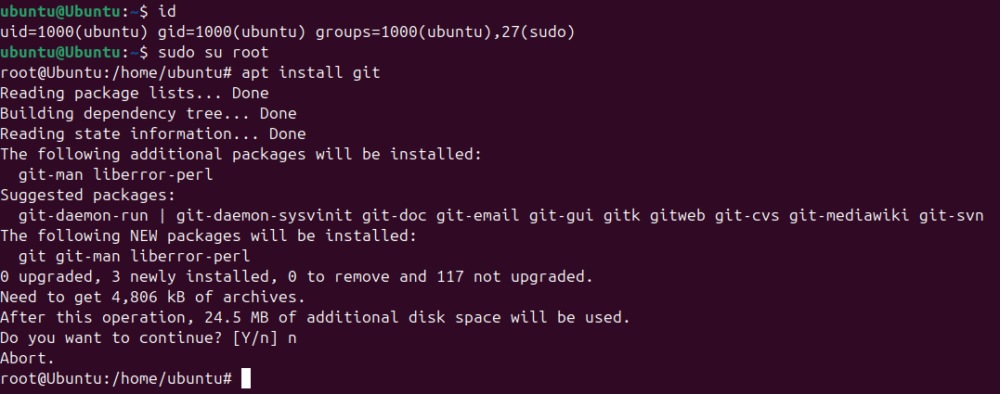 ubuntu@Ubuntu:~$ id
uid=1000(ubuntu) gid=1000(ubuntu) groups=1000(ubuntu),27(sudo)
ubuntu@Ubuntu:~$ sudo su root
root@Ubuntu:/home/ubuntu# apt install git
Reading package lists... Done
Building dependency tree... Done
Reading state information... Done
The following additional packages will be installed:
  git-man liberror-perl
Suggested packages:
  git-daemon-run | git-daemon-sysvinit git-doc git-email git-gui gitk gitweb git-cvs git-mediawiki git-svn
The following NEW packages will be installed:
  git git-man liberror-perl
0 upgraded, 3 newly installed, 0 to remove and 117 not upgraded.
Need to get 4,806 kB of archives.
After this operation, 24.5 MB of additional disk space will be used.
Do you want to continue? [Y/n] n
Abort.
root@Ubuntu:/home/ubuntu#